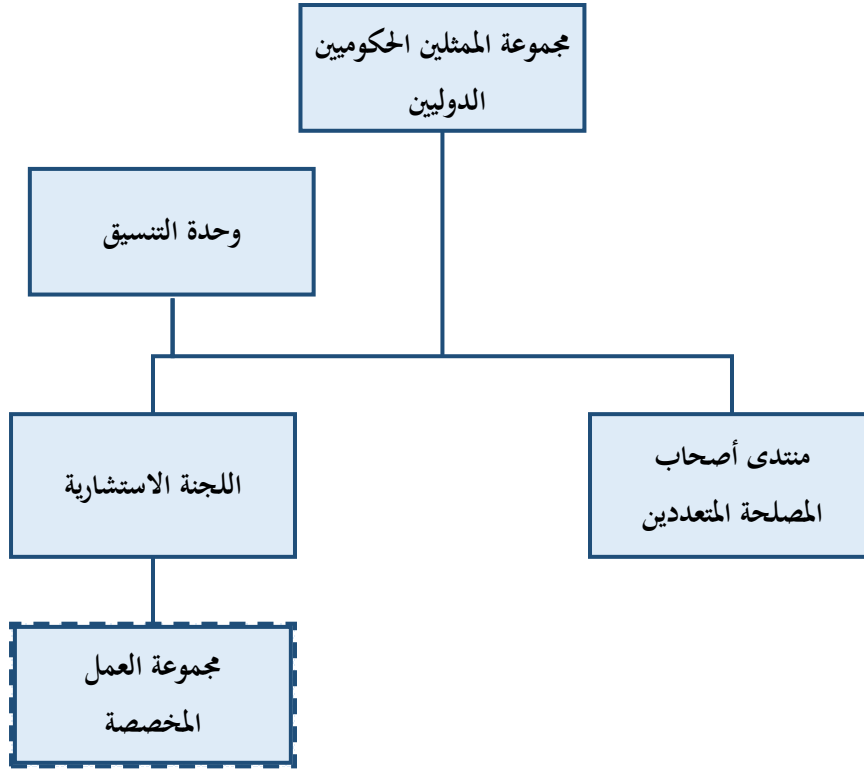 مجموعة الممثلين الحكوميين
الدوليين
وحدة التنسيق
اللجنة الاستشارية
منتدى أصحاب
المصلحة المتعددين
مجموعة العمل
المخصصة